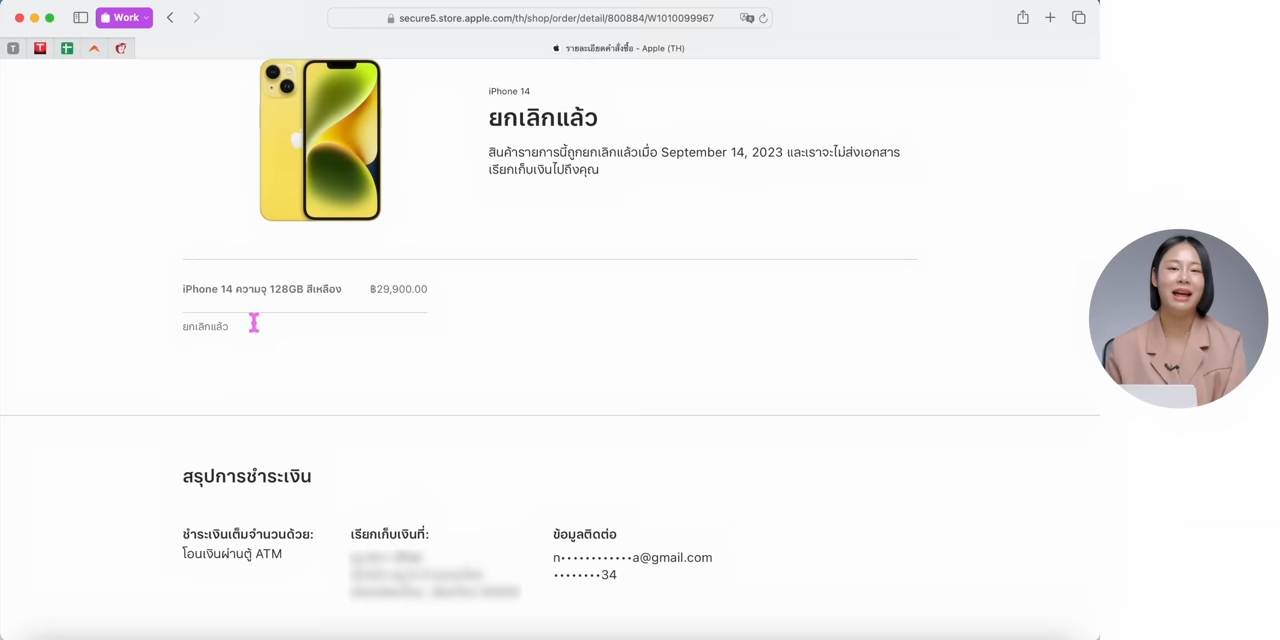 Work
secure5.store.apple.com/th/shop/order/detail/800884/W1010099967
T
T
รายละเอียดคำสั่งซื้อ - Apple (TH)
iPhone 14
ยกเลิกแล้ว
สินค้ารายการนี้ถูกยกเลิกแล้วเมื่อ September 14, 2023 และเราจะไม่ส่งเอกสาร
เรียกเก็บเงินไปถึงคุณ
iPhone 14 ความจุ 128GB สีเหลือง ฿29,900.00
ยกเลิกแล้ว
สรุปการชำระเงิน
ชำระเงินเต็มจำนวนด้วย:
โอนเงินผ่านตู้ ATM
เรียกเก็บเงินที่:
ข้อมูลติดต่อ
n••••••••••••a@gmail.com
••••••••34